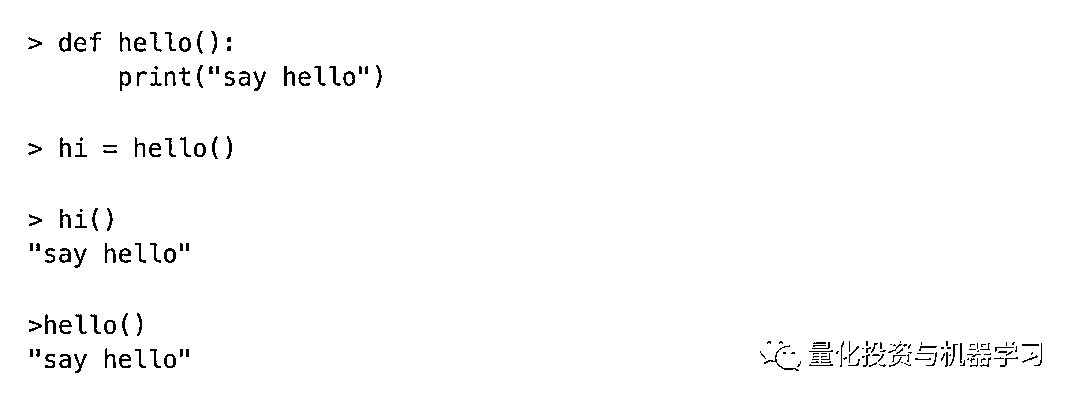 > def hello():
      print("say hello")
> hi = hello()
> hi()
"say hello"
>hello()
"say hello"
量化投资与机器学习